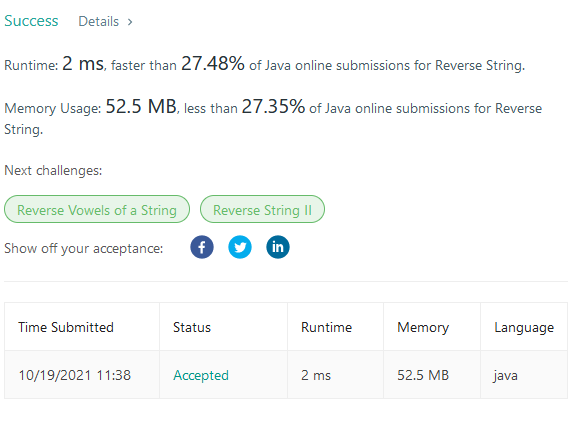 Success Details >
Runtime: 2 ms, faster than 27.48% of Java online submissions for Reverse String.
Memory Usage: 52.5 MB, less than 27.35% of Java online submissions for Reverse
String.
Next challenges:
Reverse Vowels of a String Reverse String II
Show off your acceptance: f in
Time Submitted Status Runtime Memory Language
10/19/2021 11:38 Accepted 2 ms 52.5 MB java